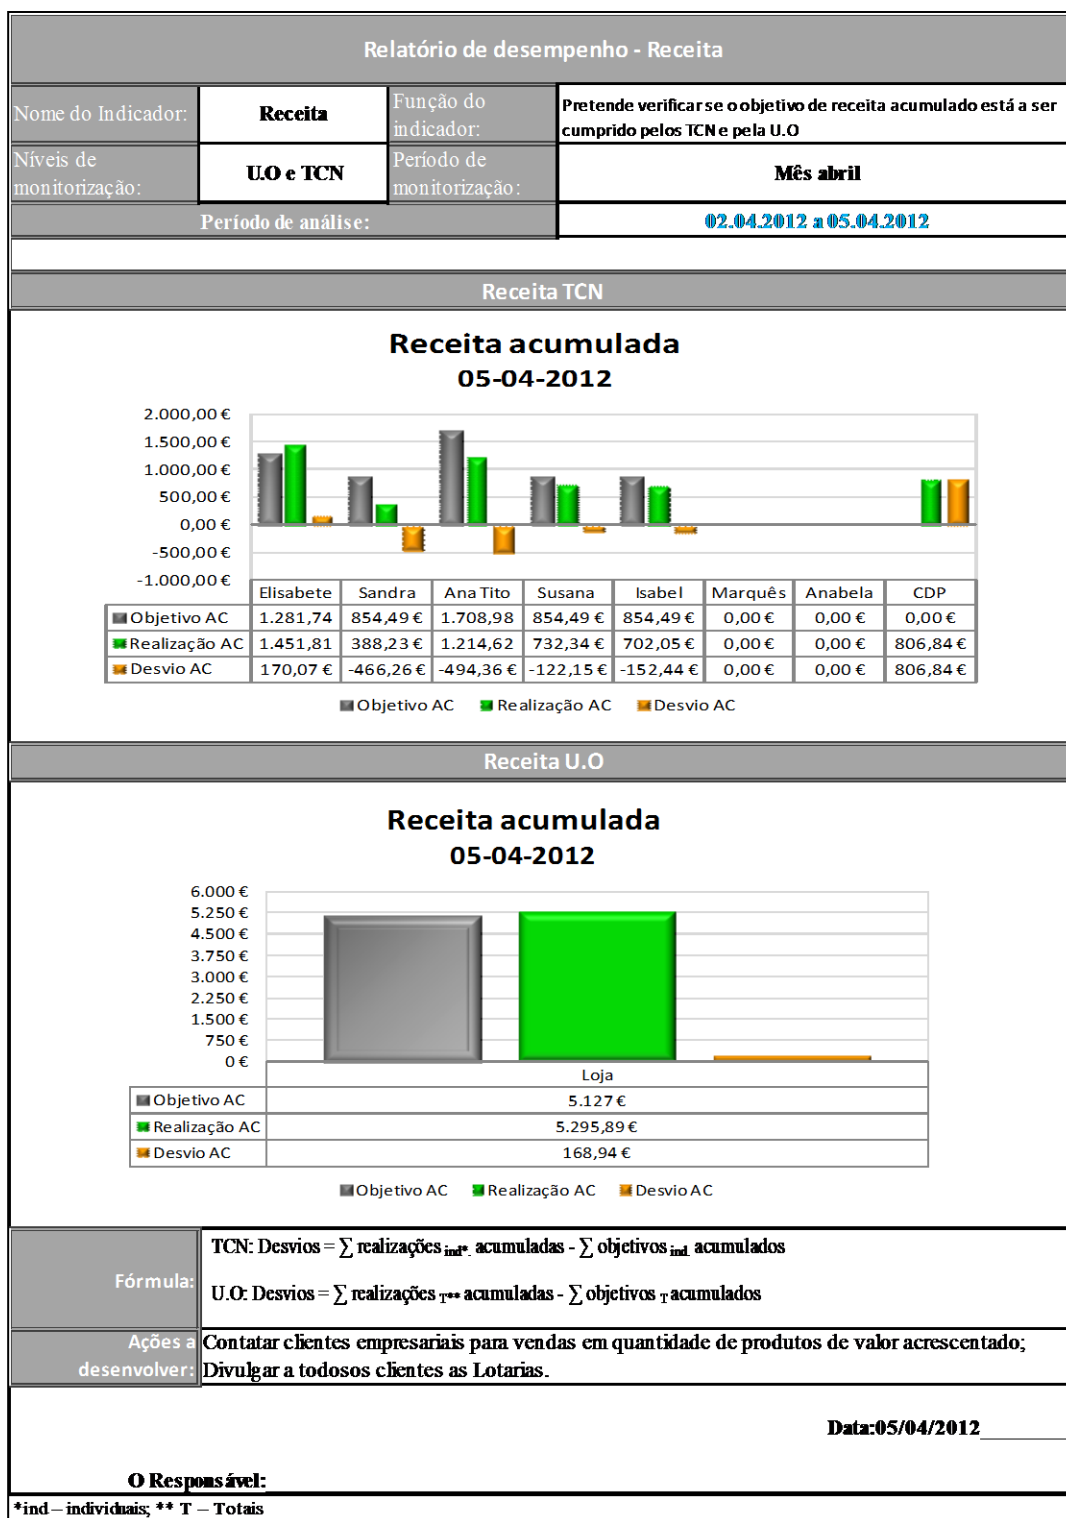 Relatório de desempenho - Receita
Nome do Indicador:
Receita
Função do
indicador:
Pretende verificar se o objetivo de receita acumulado está a ser
cumprido pelos TCN e pela U.O
Níveis de
monitorização:
U.O e TCN
Período de
monitorização:
Mês abril
Período de análise:
02.04.2012 a 05.04.2012
Receita TCN
Receita acumulada
05-04-2012
2.000,00 €
1.500,00 €
1.000,00 €
500,00 €
0,00 €
-500,00 €
-1.000,00 €
Elisabete Sandra Ana Tito Susana Isabel Marquês Anabela CDP
Objetivo AC 1.281,74 854,49 € 1.708,98 854,49 € 854,49 € 0,00 € 0,00 € 0,00 €
Realização AC 1.451,81 388,23 € 1.214,62 732,34 € 702,05 € 0,00 € 0,00 € 806,84 €
Desvio AC 170,07 € -466,26 € -494,36 € -122,15 € -152,44 € 0,00 € 0,00 € 806,84 €
Objetivo AC Realização AC Desvio AC
Receita U.O
Receita acumulada
05-04-2012
6.000 €
5.250 €
4.500 €
3.750 €
3.000 €
2.250 €
1.500 €
750 €
0 €
Loja
Objetivo AC 5.127 €
Realização AC 5.295,89 €
Desvio AC 168,94 €
Objetivo AC Realização AC Desvio AC
Fórmula:
TCN: Desvios = ∑ realizações ind*. acumuladas - ∑ objetivos ind. acumulados
U.O: Desvios = ∑ realizações T** acumuladas - ∑ objetivos T acumulados
Ações a
desenvolver:
Contatar clientes empresariais para vendas em quantidade de produtos de valor acrescentado;
Divulgar a todosos clientes as Lotarias.
Data:05/04/2012
O Responsável:
*ind – individuais; ** T – Totais